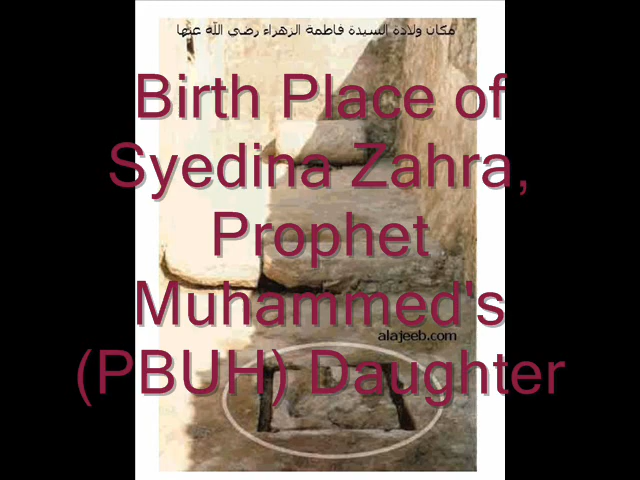 مكان ولادة السيدة فاطمة الزهراء رضي الله عنها
Birth Place of
Syedina Zahra,
Prophet
Muhammed's
alajeeb.com
(PBUH) Daughter